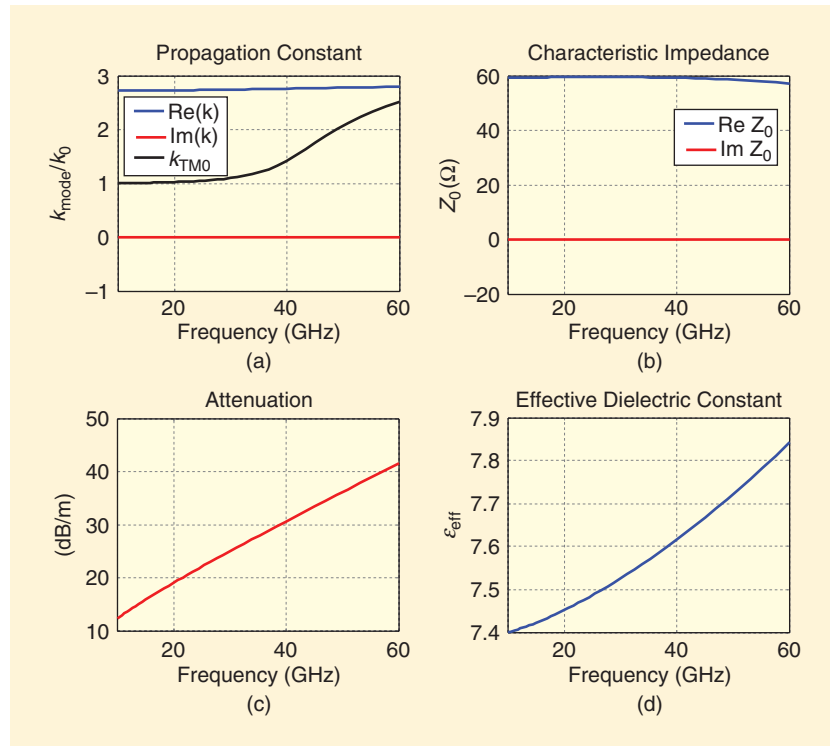 Propagation Constant
3
2
1
0
–1
k_mode/k_0
Re(k)
Im(k)
k_TM0
20 40 60
Frequency (GHz)
(a)
Characteristic Impedance
60
40
20
0
–20
Z_0(Ω)
Re Z_0
Im Z_0
20 40 60
Frequency (GHz)
(b)
Attenuation
50
40
30
20
10
(dB/m)
20 40 60
Frequency (GHz)
(c)
Effective Dielectric Constant
7.9
7.8
7.7
7.6
7.5
7.4
ε_eff
20 40 60
Frequency (GHz)
(d)